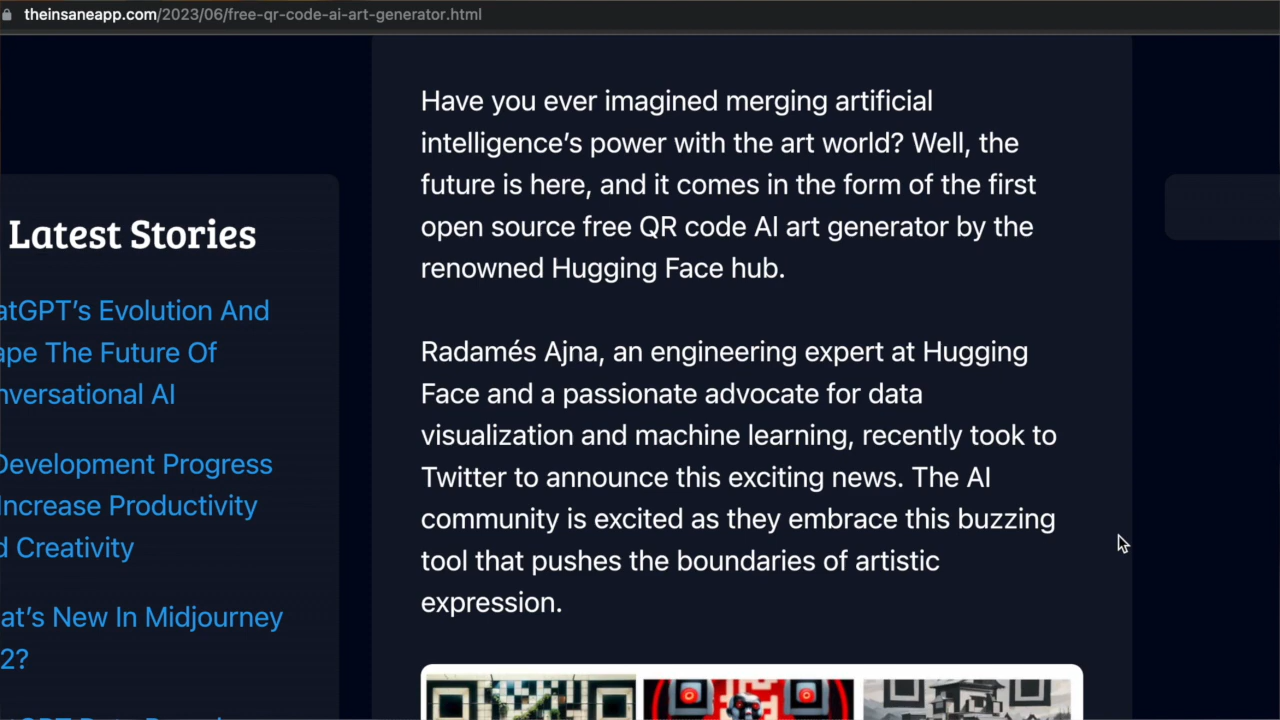 theinsaneapp.com/2023/06/free-qr-code-ai-art-generator.html
Latest Stories
atGPT’s Evolution And
ape The Future Of
nversational AI
Development Progress
Increase Productivity
d Creativity
at’s New In Midjourney
2?
Have you ever imagined merging artificial
intelligence’s power with the art world? Well, the
future is here, and it comes in the form of the first
open source free QR code AI art generator by the
renowned Hugging Face hub.
Radamés Ajna, an engineering expert at Hugging
Face and a passionate advocate for data
visualization and machine learning, recently took to
Twitter to announce this exciting news. The AI
community is excited as they embrace this buzzing
tool that pushes the boundaries of artistic
expression.